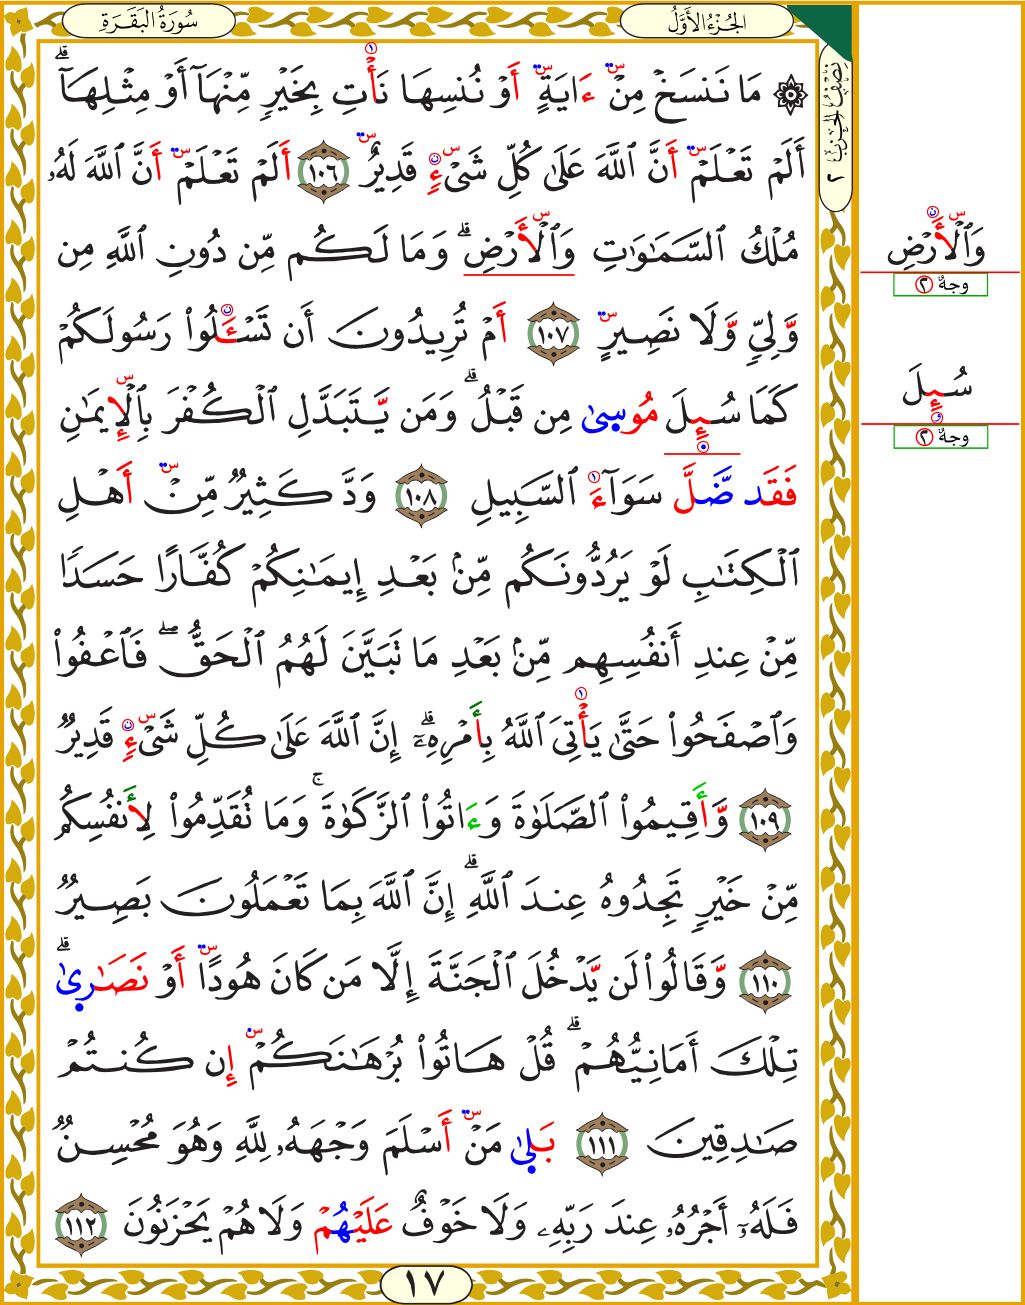 سُورَةُ البَقَرَةِ
الجُزْءُ الأَوَّلُ
نِصْفُ الحِزْبِ ٢
۞ مَا نَنسَخْ مِنْ ءَايَةٍ أَوْ نُنسِهَا نَأْتِ بِخَيْرٍ مِّنْهَآ أَوْ مِثْلِهَآ ۗ
أَلَمْ تَعْلَمْ أَنَّ ٱللَّهَ عَلَىٰ كُلِّ شَىْءٍ قَدِيرٌ ١٠٦ أَلَمْ تَعْلَمْ أَنَّ ٱللَّهَ لَهُۥ
مُلْكُ ٱلسَّمَـٰوَٰتِ وَٱلْأَرْضِ ۗ وَمَا لَكُم مِّن دُونِ ٱللَّهِ مِن
وَلِىٍّ وَلَا نَصِيرٍ ١٠٧ أَمْ تُرِيدُونَ أَن تَسْـَٔلُوا۟ رَسُولَكُمْ
كَمَا سُئِلَ مُوسَىٰ مِن قَبْلُ ۗ وَمَن يَتَبَدَّلِ ٱلْكُفْرَ بِٱلْإِيمَـٰنِ
فَقَد ضَّلَّ سَوَآءَ ٱلسَّبِيلِ ١٠٨ وَدَّ كَثِيرٌ مِّنْ أَهْلِ
ٱلْكِتَـٰبِ لَوْ يَرُدُّونَكُم مِّنۢ بَعْدِ إِيمَـٰنِكُمْ كُفَّارًا حَسَدًا
مِّنْ عِندِ أَنفُسِهِم مِّنۢ بَعْدِ مَا تَبَيَّنَ لَهُمُ ٱلْحَقُّ ۖ فَٱعْفُوا۟
وَٱصْفَحُوا۟ حَتَّىٰ يَأْتِىَ ٱللَّهُ بِأَمْرِهِۦٓ ۗ إِنَّ ٱللَّهَ عَلَىٰ كُلِّ شَىْءٍ قَدِيرٌ
١٠٩ وَأَقِيمُوا۟ ٱلصَّلَوٰةَ وَءَاتُوا۟ ٱلزَّكَوٰةَ ۚ وَمَا تُقَدِّمُوا۟ لِأَنفُسِكُم
مِّنْ خَيْرٍ تَجِدُوهُ عِندَ ٱللَّهِ ۗ إِنَّ ٱللَّهَ بِمَا تَعْمَلُونَ بَصِيرٌ
١١٠ وَقَالُوا۟ لَن يَدْخُلَ ٱلْجَنَّةَ إِلَّا مَن كَانَ هُودًا أَوْ نَصَـٰرَىٰ ۗ
تِلْكَ أَمَانِيُّهُمْ ۗ قُلْ هَاتُوا۟ بُرْهَـٰنَكُمْ إِن كُنتُمْ
صَـٰدِقِينَ ١١١ بَلَىٰ مَنْ أَسْلَمَ وَجْهَهُۥ لِلَّهِ وَهُوَ مُحْسِنٌ
فَلَهُۥٓ أَجْرُهُۥ عِندَ رَبِّهِۦ وَلَا خَوْفٌ عَلَيْهُمْ وَلَا هُمْ يَحْزَنُونَ ١١٢
١٧
وَٱلْأَرْضِ
وجهٌ ٢
سُئِلَ
وجهٌ ٢